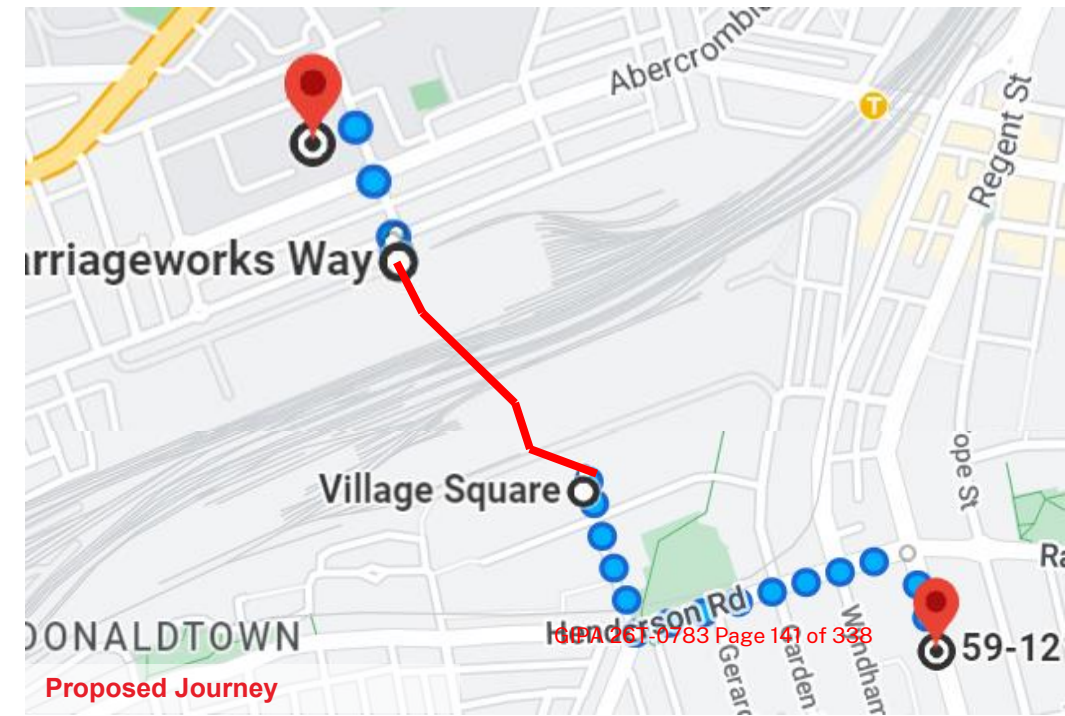 Abercrombie
T
Regent St
arriageworks Way
Village Square
ope St
Ra
Henderson Rd
GIPA 26T-0783 Page 141 of 338
DONALDTOWN
59-12
Gerard
Garden
Wyndham
Proposed Journey